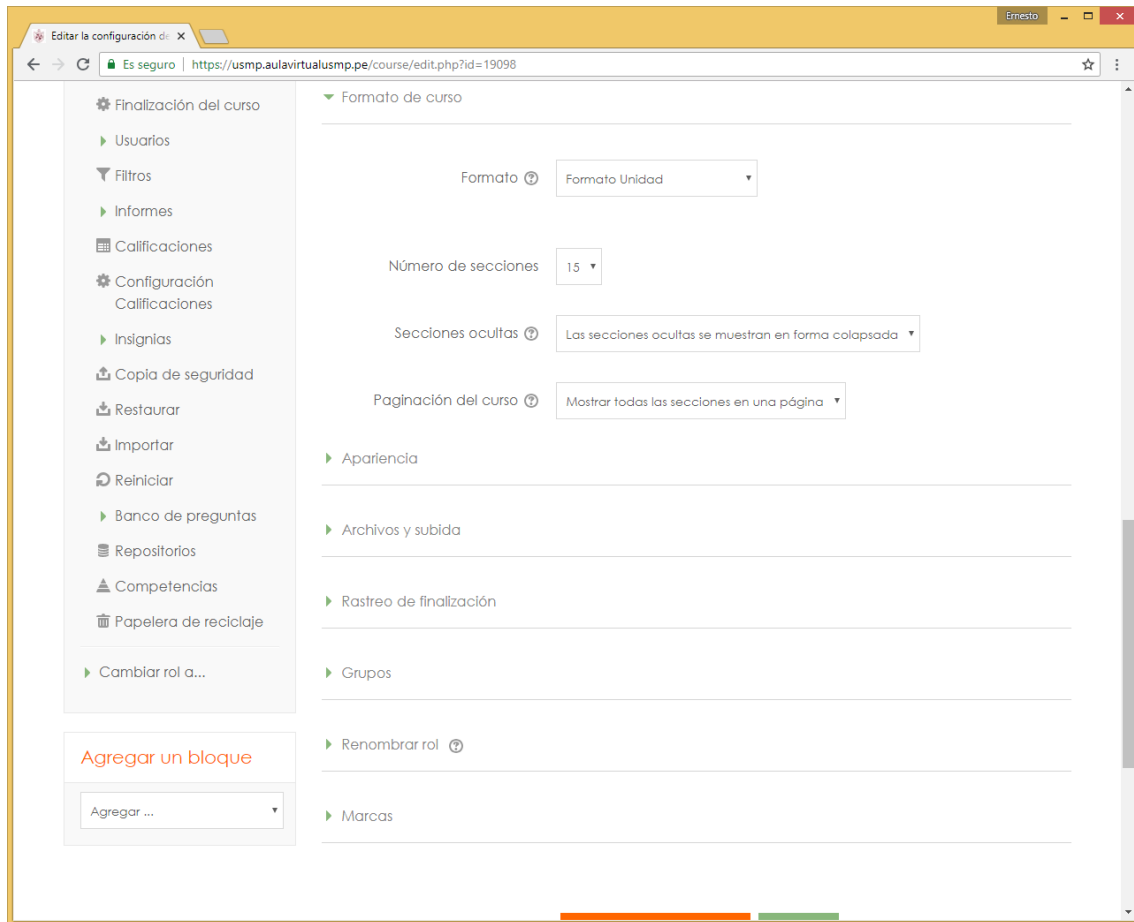 Ernesto
Editar la configuración de
Es seguro | https://usmp.aulavirtualusmp.pe/course/edit.php?id=19098
Finalización del curso
Usuarios
Filtros
Informes
Calificaciones
Configuración
Calificaciones
Insignias
Copia de seguridad
Restaurar
Importar
Reiniciar
Banco de preguntas
Repositorios
Competencias
Papelera de reciclaje
Cambiar rol a...
Agregar un bloque
Agregar ...
Formato de curso
Formato Formato Unidad
Número de secciones 15
Secciones ocultas Las secciones ocultas se muestran en forma colapsada
Paginación del curso Mostrar todas las secciones en una página
Apariencia
Archivos y subida
Rastreo de finalización
Grupos
Renombrar rol
Marcas